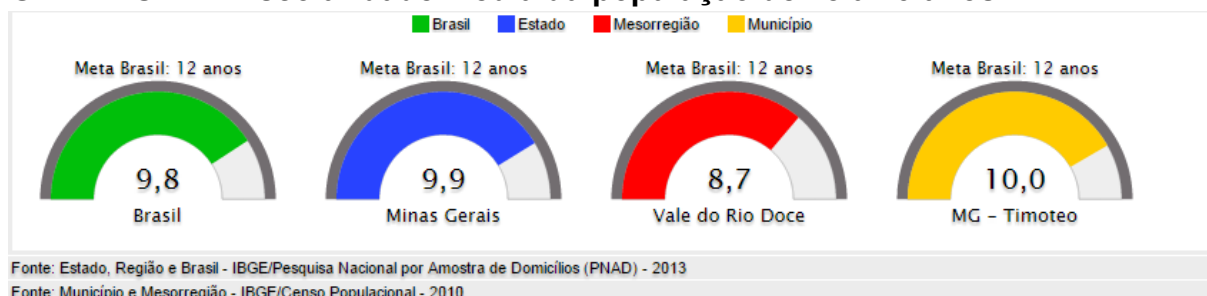 Brasil Estado Mesorregião Município
Meta Brasil: 12 anos Meta Brasil: 12 anos Meta Brasil: 12 anos Meta Brasil: 12 anos
9,8 9,9 8,7 10,0
Brasil Minas Gerais Vale do Rio Doce MG - Timoteo
Fonte: Estado, Região e Brasil - IBGE/Pesquisa Nacional por Amostra de Domicílios (PNAD) - 2013
Fonte: Município e Mesorregião - IBGE/Censo Populacional - 2010